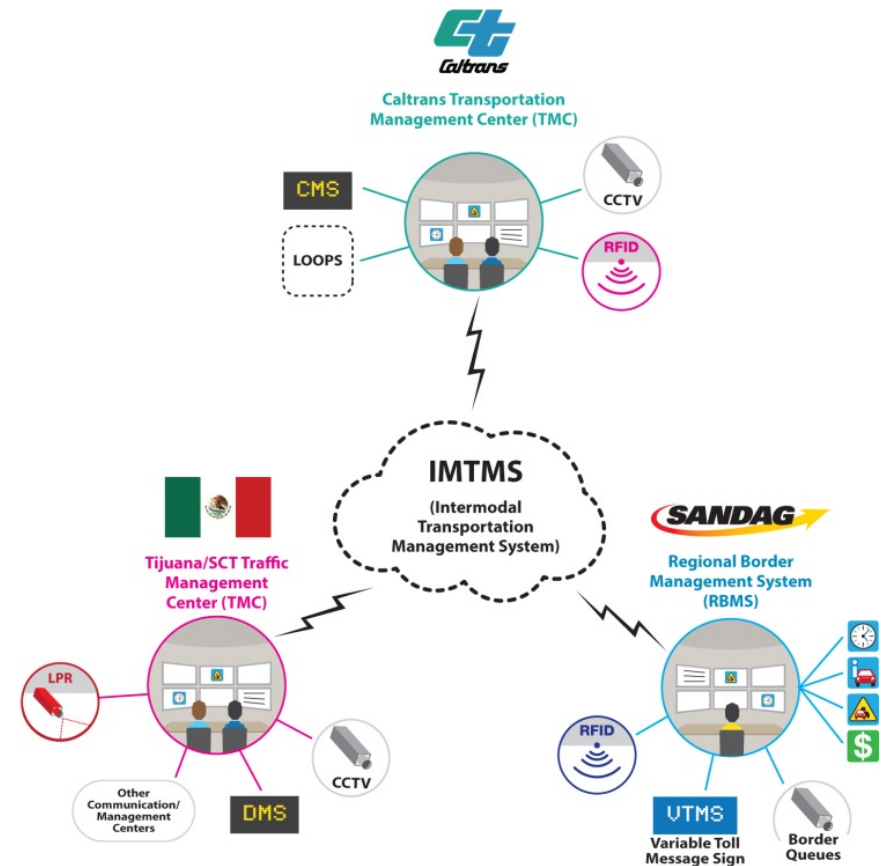 Caltrans
Caltrans Transportation
Management Center (TMC)
CMS
CCTV
LOOPS
RFID
IMTMS
(Intermodal
Transportation
Management System)
Tijuana/SCT Traffic
Management
Center (TMC)
LPR
Other
Communication/
Management
Centers
DMS
CCTV
SANDAG
Regional Border
Management System
(RBMS)
RFID
VTMS
Variable Toll
Message Sign
Border
Queues
$